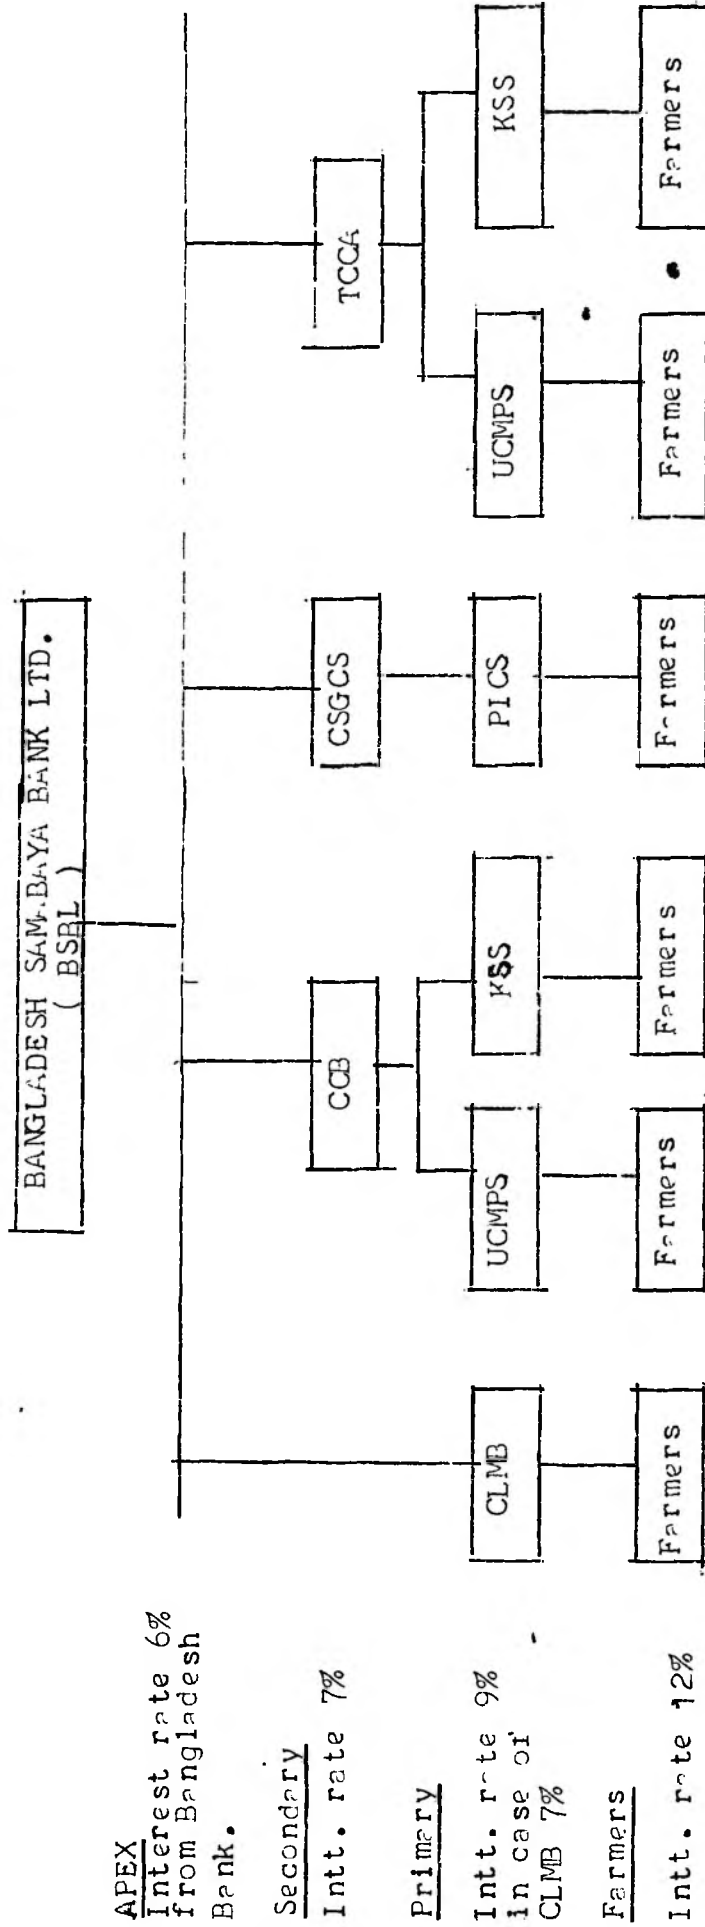 BANGLADESH SAMABAYA BANK LTD.
( BSBL )
APEX
Interest rate 6%
from Bangladesh
Bank.
Secondary
Intt. rate 7%
CCB
CSGCS
TCCA
Primary
Intt. rate 9%
in case of
CLMB 7%
CLMB
UCMPS
KSS
PICS
UCMPS
KSS
Farmers
Intt. rate 12%
Farmers
Farmers
Farmers
Farmers
Farmers
Farmers